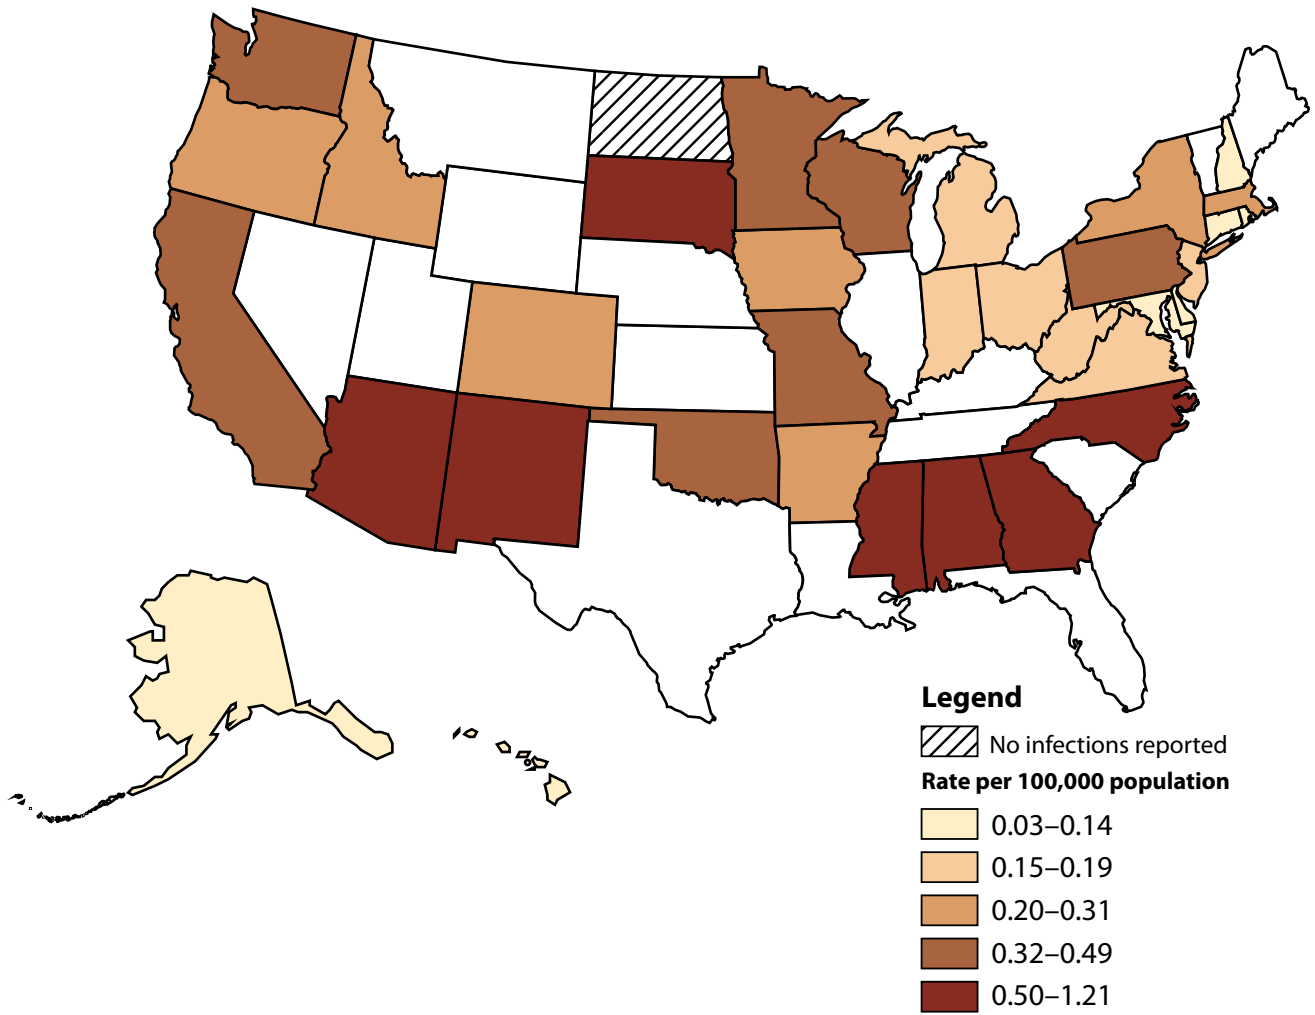 Legend
No infections reported
Rate per 100,000 population
0.03–0.14
0.15–0.19
0.20–0.31
0.32–0.49
0.50–1.21